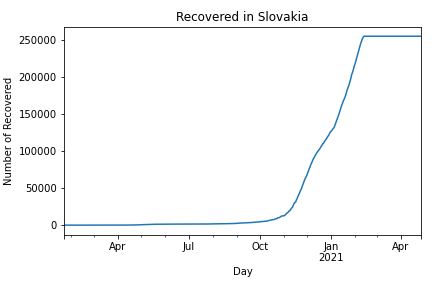 Recovered in Slovakia
Number of Recovered
250000
200000
150000
100000
50000
0
Apr
Jul
Oct
Jan
2021
Apr
Day